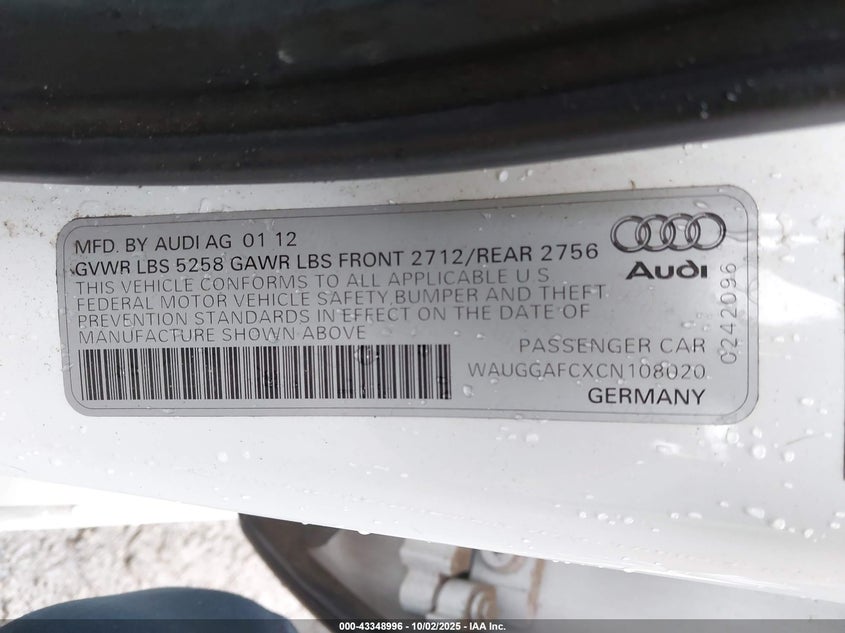 MFD. BY AUDI AG 01 12
GVWR LBS 5258 GAWR LBS FRONT 2712/REAR 2756
THIS VEHICLE CONFORMS TO ALL APPLICABLE U S
FEDERAL MOTOR VEHICLE SAFETY,BUMPER AND THEFT
PREVENTION STANDARDS IN EFFECT ON THE DATE OF
MANUFACTURE SHOWN ABOVE
Audi
PASSENGER CAR
WAUGGAFCXCN108020
GERMANY
0242096
000-43348996 - 10/02/2025 - IAA Inc.